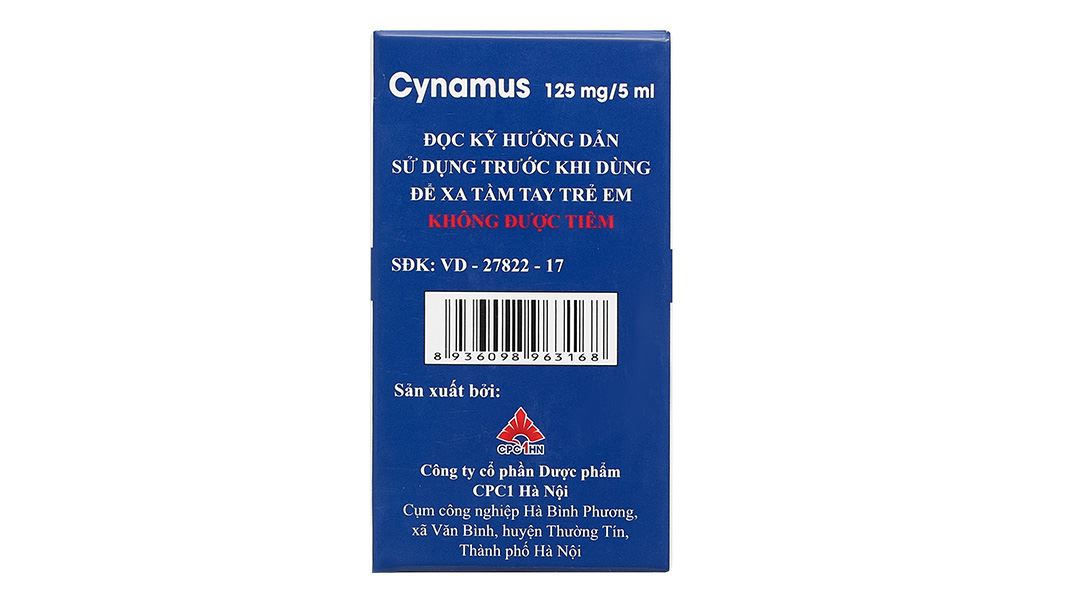 Cynamus 125 mg/5 ml
ĐỌC KỸ HƯỚNG DẪN
SỬ DỤNG TRƯỚC KHI DÙNG
ĐỂ XA TẦM TAY TRẺ EM
KHÔNG ĐƯỢC TIÊM
SĐK: VD - 27822 - 17
8 936098 963168
Sản xuất bởi:
CPC1HN
Công ty cổ phần Dược phẩm
CPC1 Hà Nội
Cụm công nghiệp Hà Bình Phương,
xã Văn Bình, huyện Thường Tín,
Thành phố Hà Nội